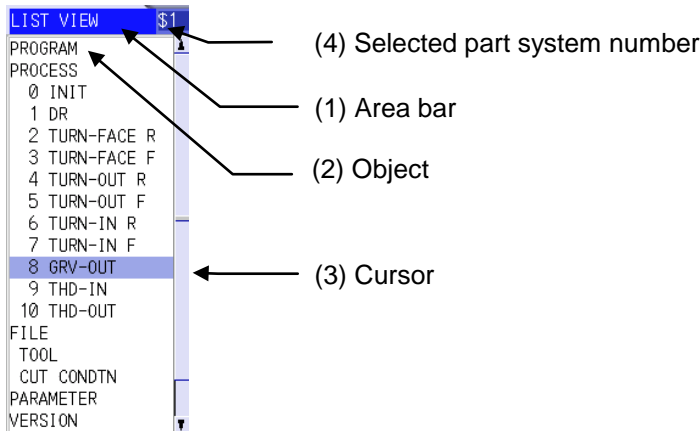 LIST VIEW $1
PROGRAM
PROCESS
0 INIT
1 DR
2 TURN-FACE R
3 TURN-FACE F
4 TURN-OUT R
5 TURN-OUT F
6 TURN-IN R
7 TURN-IN F
8 GRV-OUT
9 THD-IN
10 THD-OUT
FILE
TOOL
CUT CONDTN
PARAMETER
VERSION
(4) Selected part system number
(1) Area bar
(2) Object
(3) Cursor